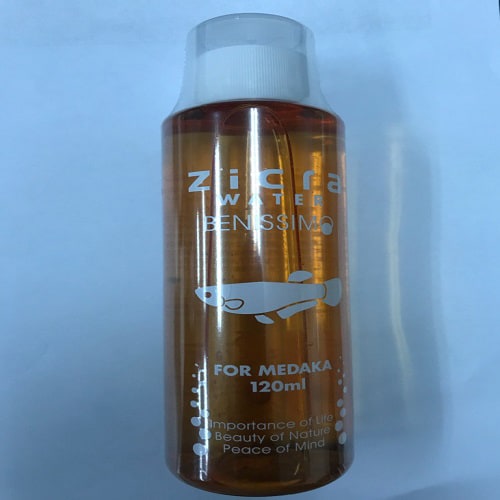 Zicra
WATER
BENISSIMO
FOR MEDAKA
120ml
Importance of Life
Beauty of Nature
Peace of Mind